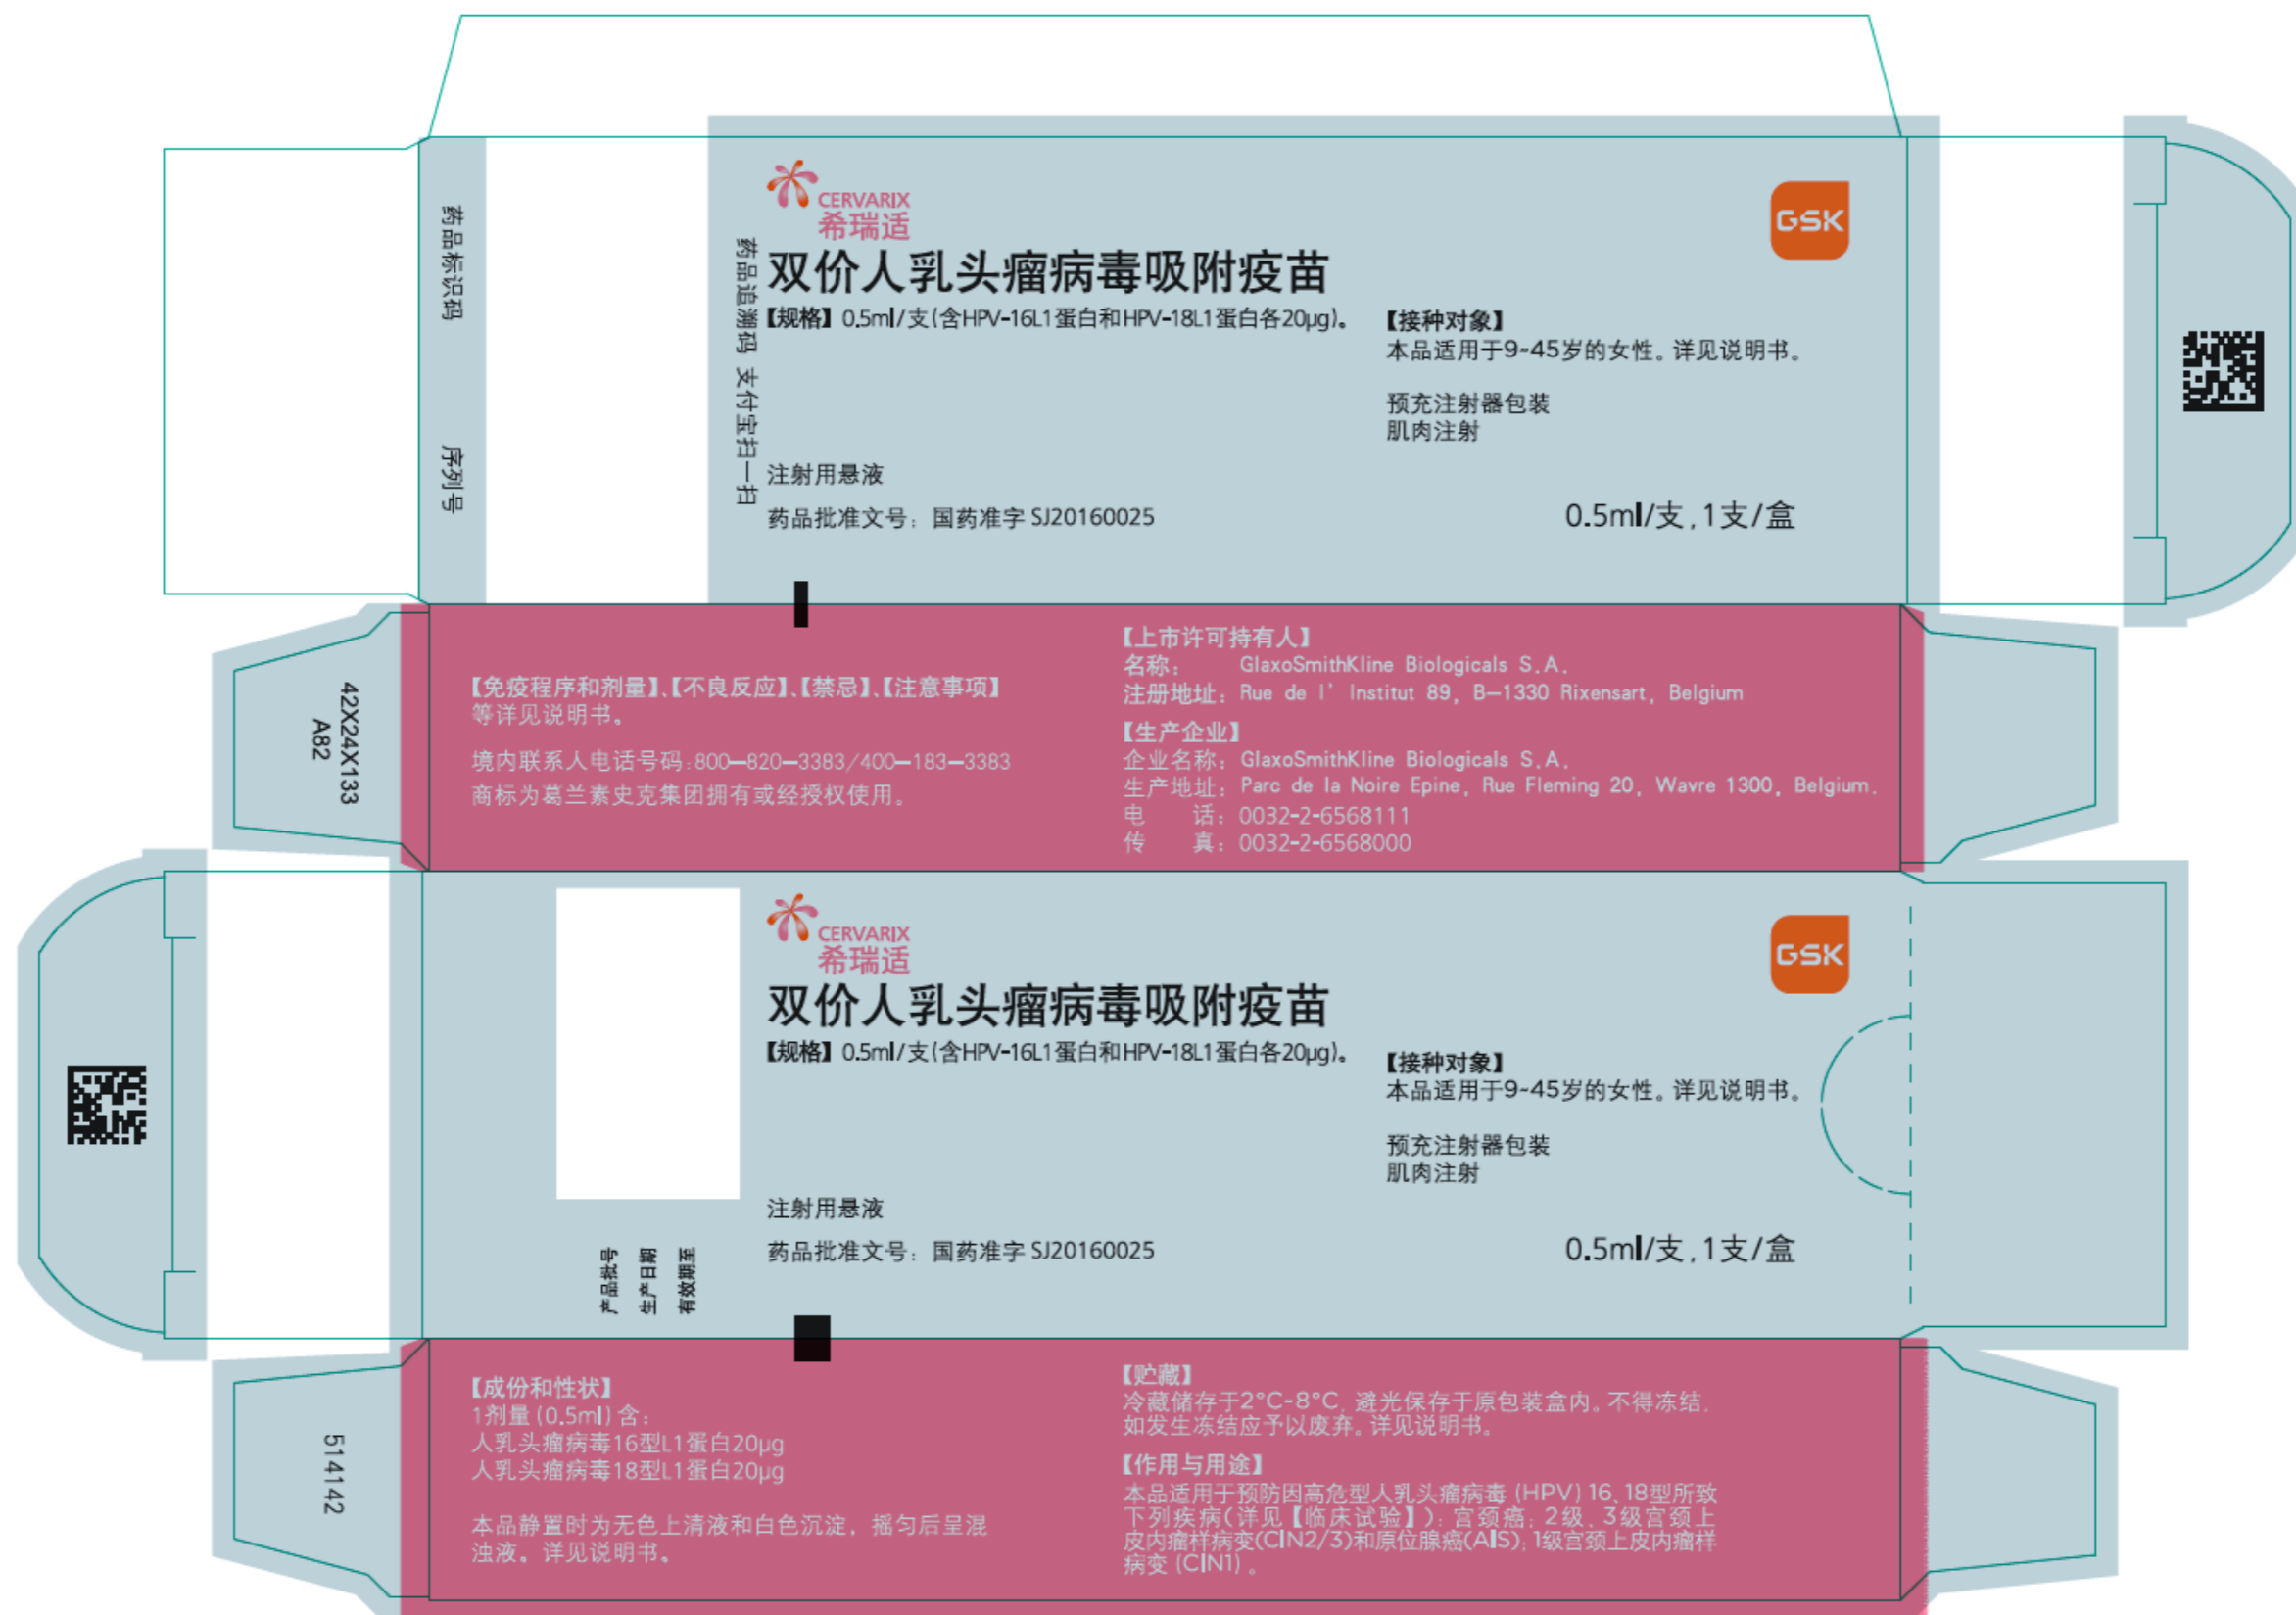 药品标识码
序列号
药品追溯码 支付宝扫一扫
CERVARIX
希瑞适
GSK
双价人乳头瘤病毒吸附疫苗
【规格】0.5ml/支(含HPV-16L1蛋白和HPV-18L1蛋白各20μg)。
【接种对象】
本品适用于9~45岁的女性。详见说明书。
预充注射器包装
肌肉注射
注射用悬液
药品批准文号：国药准字 SJ20160025
0.5ml/支，1支/盒
42X24X133
A82
【免疫程序和剂量】、【不良反应】、【禁忌】、【注意事项】
等详见说明书。
境内联系人电话号码:800—820—3383/400—183—3383
商标为葛兰素史克集团拥有或经授权使用。
【上市许可持有人】
名称： GlaxoSmithKline Biologicals S.A.
注册地址：Rue de l' Institut 89, B—1330 Rixensart, Belgium
【生产企业】
企业名称：GlaxoSmithKline Biologicals S.A.
生产地址：Parc de la Noire Epine, Rue Fleming 20, Wavre 1300, Belgium.
电 话：0032-2-6568111
传 真：0032-2-6568000
CERVARIX
希瑞适
GSK
双价人乳头瘤病毒吸附疫苗
【规格】0.5ml/支(含HPV-16L1蛋白和HPV-18L1蛋白各20μg)。
【接种对象】
本品适用于9~45岁的女性。详见说明书。
预充注射器包装
肌肉注射
注射用悬液
药品批准文号：国药准字 SJ20160025
0.5ml/支，1支/盒
产品批号
生产日期
有效期至
514142
【成份和性状】
1剂量(0.5ml)含：
人乳头瘤病毒16型L1蛋白20μg
人乳头瘤病毒18型L1蛋白20μg
本品静置时为无色上清液和白色沉淀，摇匀后呈混
浊液。详见说明书。
【贮藏】
冷藏储存于2°C-8°C，避光保存于原包装盒内。不得冻结，
如发生冻结应予以废弃。详见说明书。
【作用与用途】
本品适用于预防因高危型人乳头瘤病毒(HPV)16、18型所致
下列疾病(详见【临床试验】)：宫颈癌；2级、3级宫颈上
皮内瘤样病变(CIN2/3)和原位腺癌(AIS)；1级宫颈上皮内瘤样
病变(CIN1)。